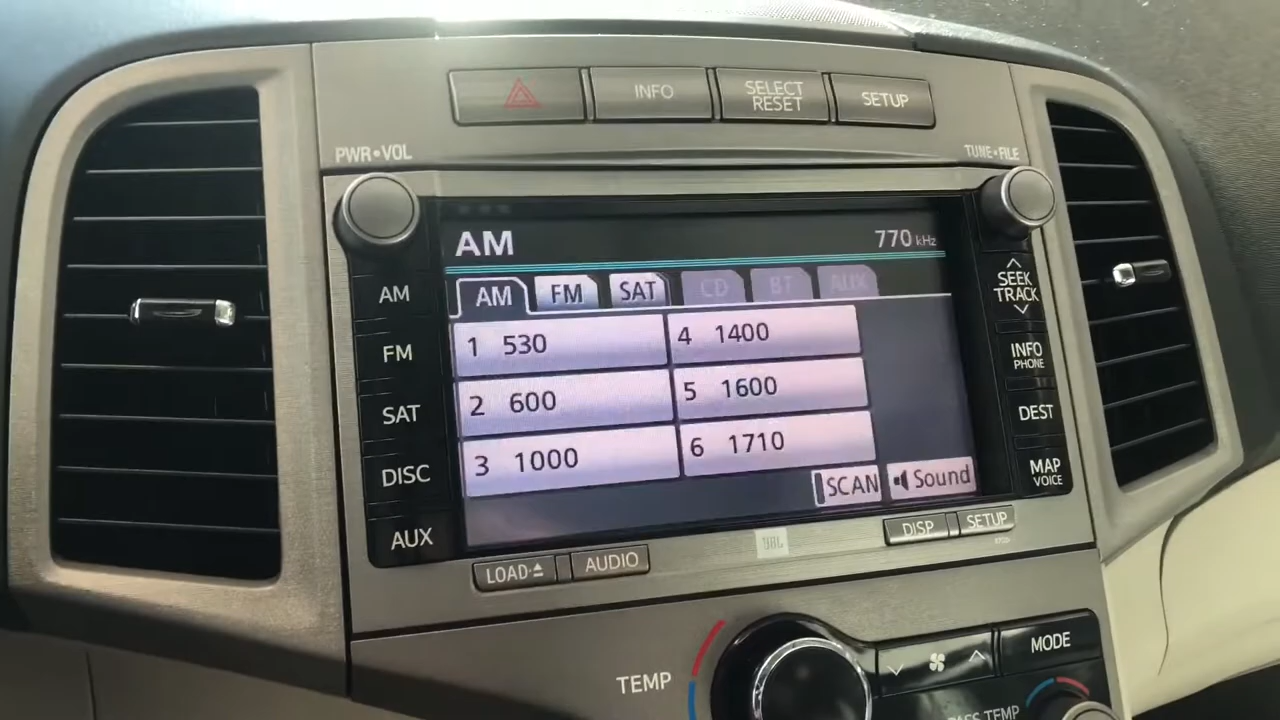 INFO
SELECT RESET
SETUP
PWR•VOL
TUNE•FILE
AM
770 kHz
AM FM SAT CD BT AUX
1 530
4 1400
2 600
5 1600
3 1000
6 1710
SCAN
Sound
AM
FM
SAT
DISC
AUX
SEEK
TRACK
INFO
PHONE
DEST
MAP
VOICE
LOAD
AUDIO
JBL
DISP
SETUP
TEMP
MODE
TEMP